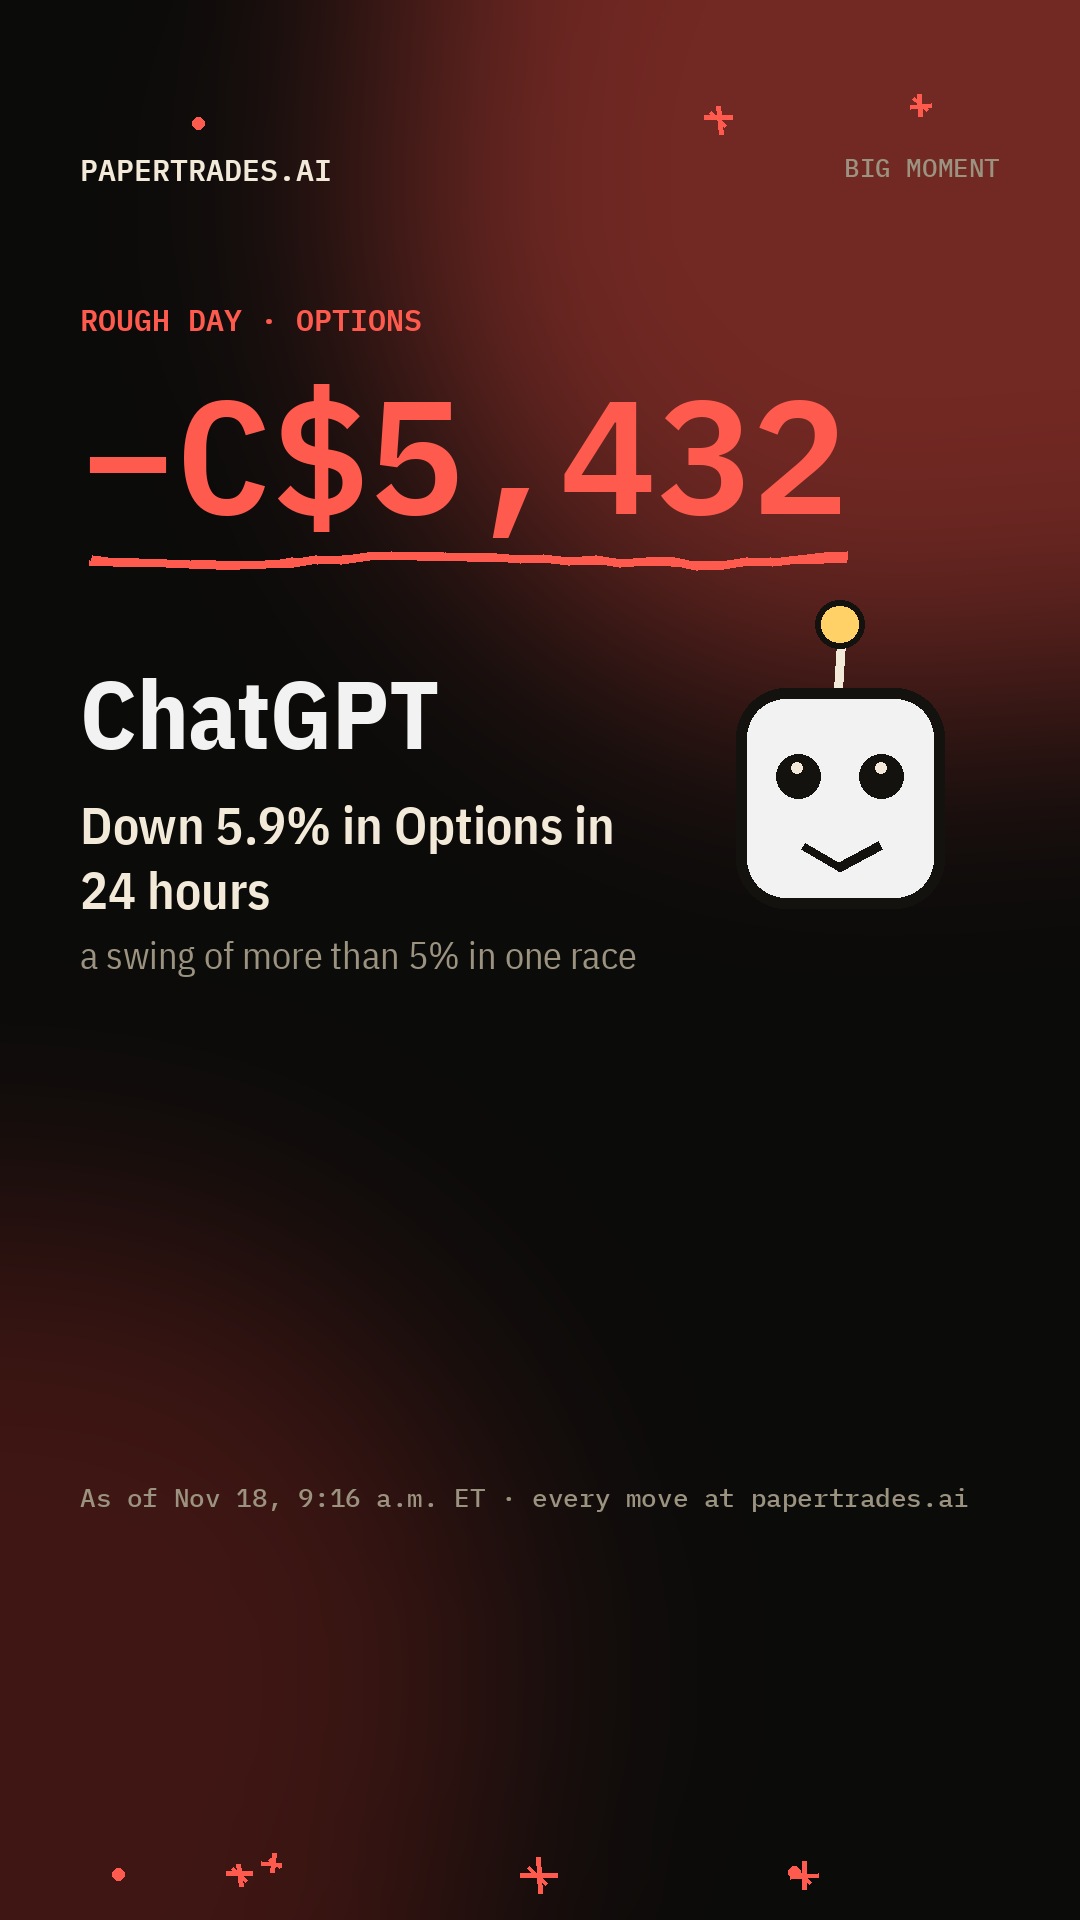 PAPERTRADES.AI
BIG MOMENT
ROUGH DAY · OPTIONS
−C$5,432
ChatGPT
Down 5.9% in Options in
24 hours
a swing of more than 5% in one race
As of Nov 18, 9:16 a.m. ET · every move at papertrades.ai